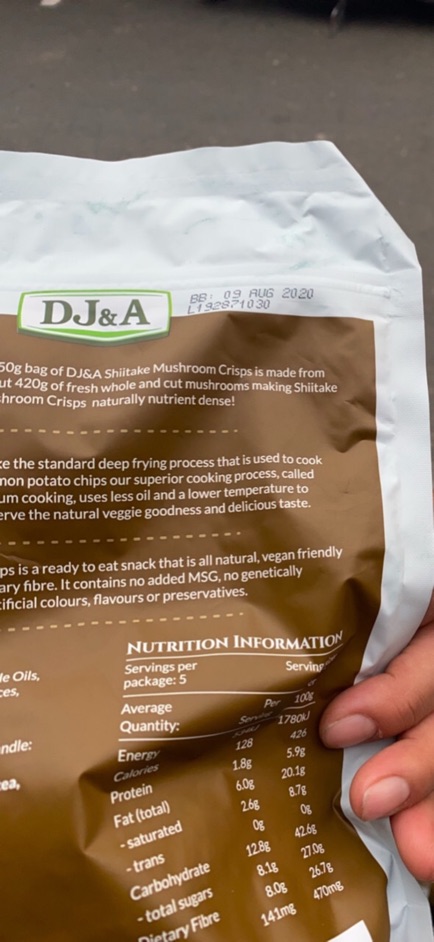 BB: 09 AUG 2020
L192871030
DJ&A
50g bag of DJ&A Shiitake Mushroom Crisps is made from
ut 420g of fresh whole and cut mushrooms making Shiitake
hroom Crisps naturally nutrient dense!
ke the standard deep frying process that is used to cook
mon potato chips our superior cooking process, called
um cooking, uses less oil and a lower temperature to
erve the natural veggie goodness and delicious taste.
ps is a ready to eat snack that is all natural, vegan friendly
ary fibre. It contains no added MSG, no genetically
ificial colours, flavours or preservatives.
le Oils,
ces,
ndle:
ea,
NUTRITION INFORMATION
Servings per Serving
package: 5
Average Per 100g
Quantity:
Energy 1780kJ
Calories 128 426
Protein 1.8g 5.9g
Fat (total) 6.0g 20.1g
- saturated 2.6g 8.7g
- trans 0g 0g
Carbohydrate 12.8g 42.6g
- total sugars 8.1g 27.0g
Dietary Fibre 8.0g 26.7g
141mg 470mg